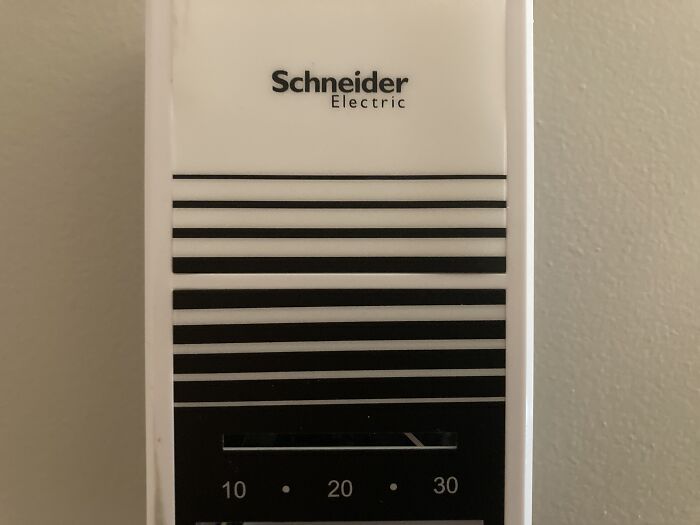 Schneider
Electric
10 • 20 • 30